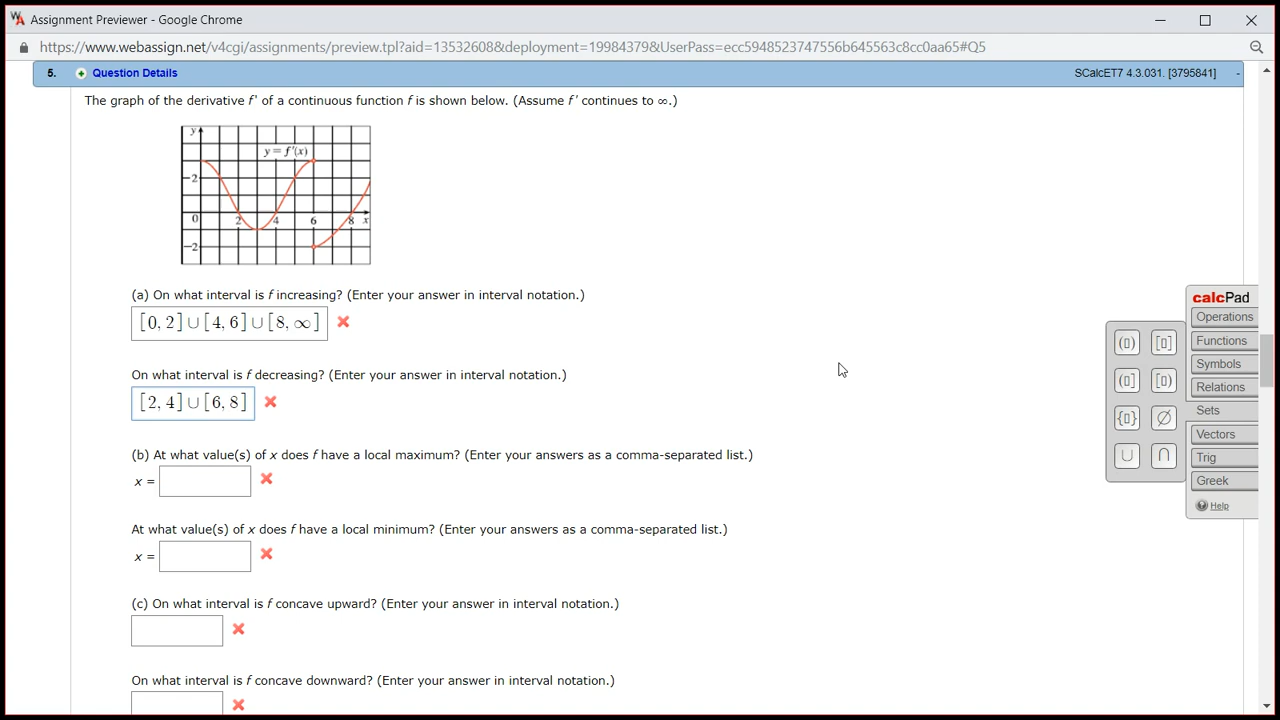 Assignment Previewer - Google Chrome
https://www.webassign.net/v4cgi/assignments/preview.tpl?aid=13532608&deployment=19984379&UserPass=ecc5948523747556b645563c8cc0aa65#Q5
5. Question Details SCalcET7 4.3.031. [3795841] -
The graph of the derivative f' of a continuous function f is shown below. (Assume f' continues to ∞.)
y
y = f'(x)
2
0 2 4 6 8 x
-2
(a) On what interval is f increasing? (Enter your answer in interval notation.)
[0, 2] ∪ [4, 6] ∪ [8, ∞]
On what interval is f decreasing? (Enter your answer in interval notation.)
[2, 4] ∪ [6, 8]
(b) At what value(s) of x does f have a local maximum? (Enter your answers as a comma-separated list.)
x =
At what value(s) of x does f have a local minimum? (Enter your answers as a comma-separated list.)
x =
(c) On what interval is f concave upward? (Enter your answer in interval notation.)
On what interval is f concave downward? (Enter your answer in interval notation.)
calcPad
Operations
Functions
Symbols
Relations
Sets
Vectors
Trig
Greek
? Help
(▯) [▯]
(▯] [▯)
{▯} ∅
∪ ∩